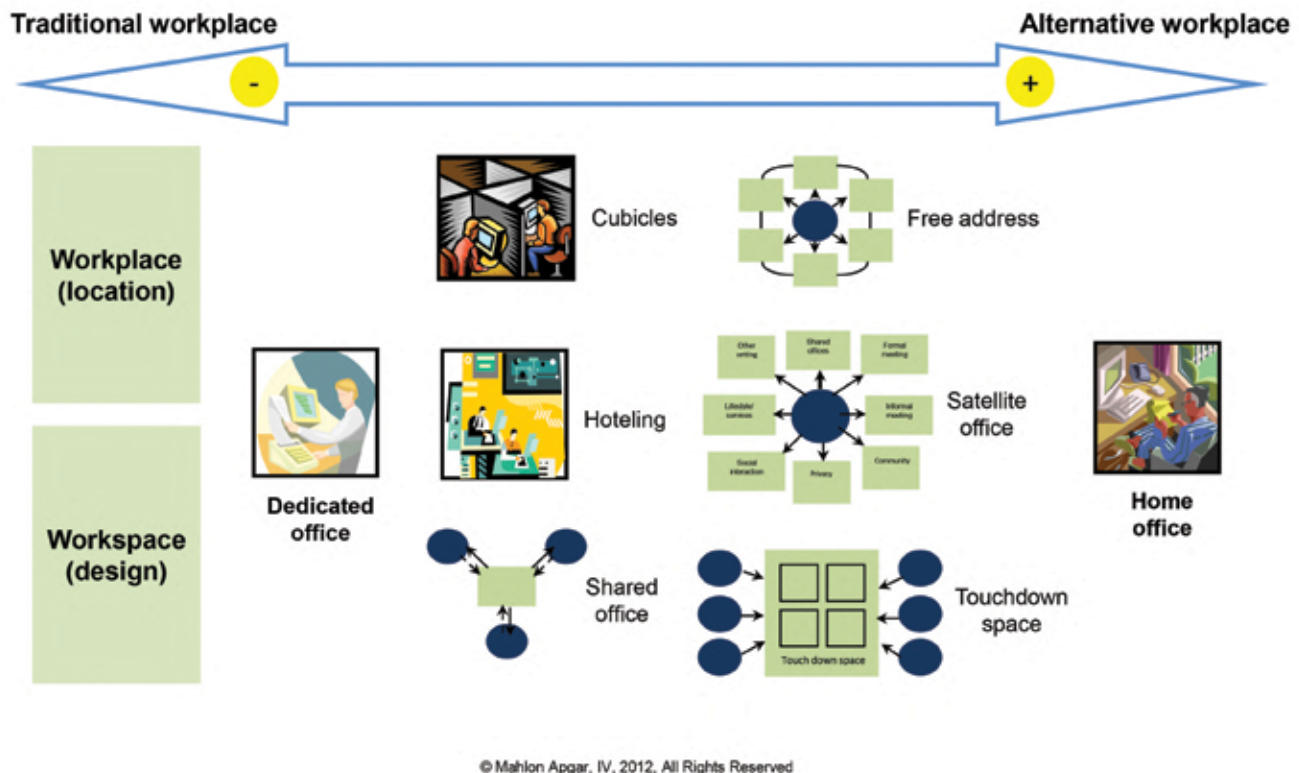 Traditional workplace
Alternative workplace
-
+
Workplace
(location)
Cubicles
Free address
Dedicated
office
Hoteling
Other
setting
Shared
offices
Formal
meeting
Lifestyle/
services
Informal
meeting
Social
interaction
Privacy
Community
Satellite
office
Home
office
Workspace
(design)
Shared
office
Touch down space
Touchdown
space
© Mahlon Apgar, IV, 2012, All Rights Reserved